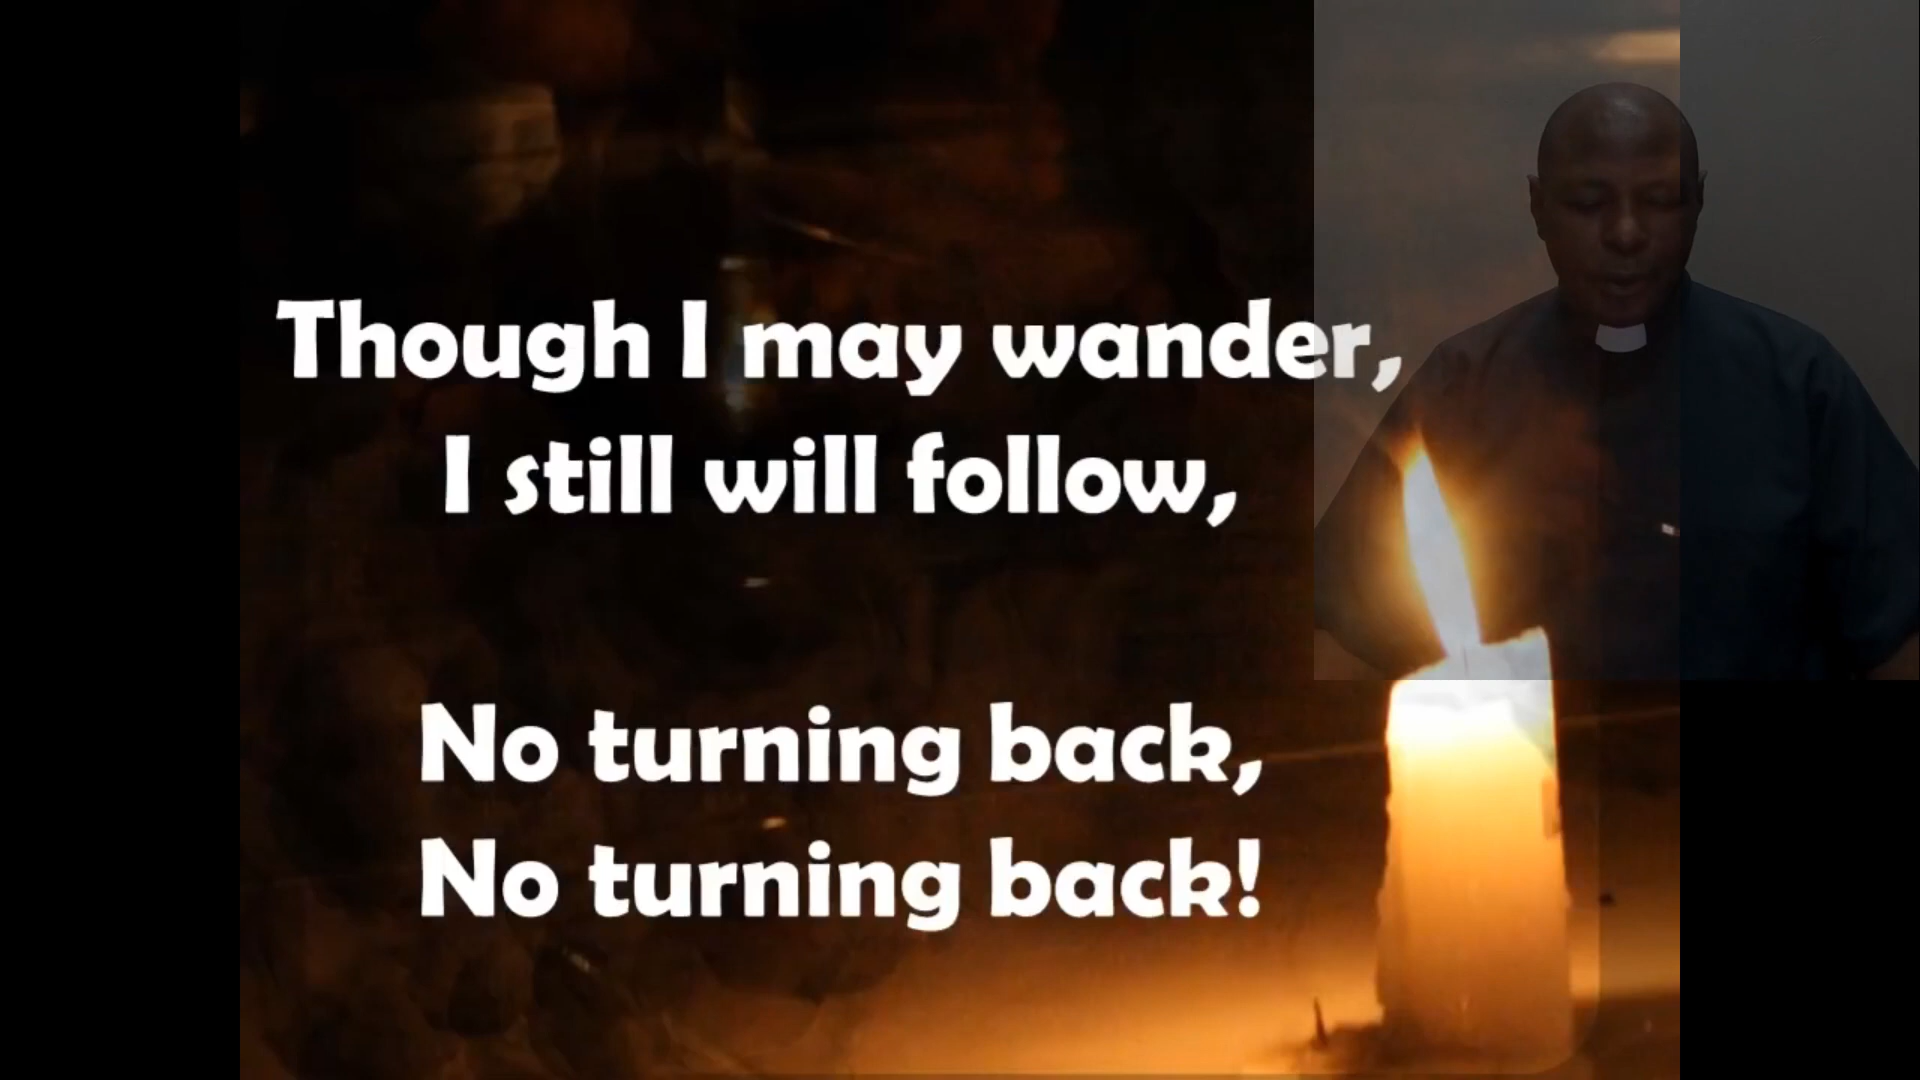 Though I may wander,
I still will follow,
No turning back,
No turning back!